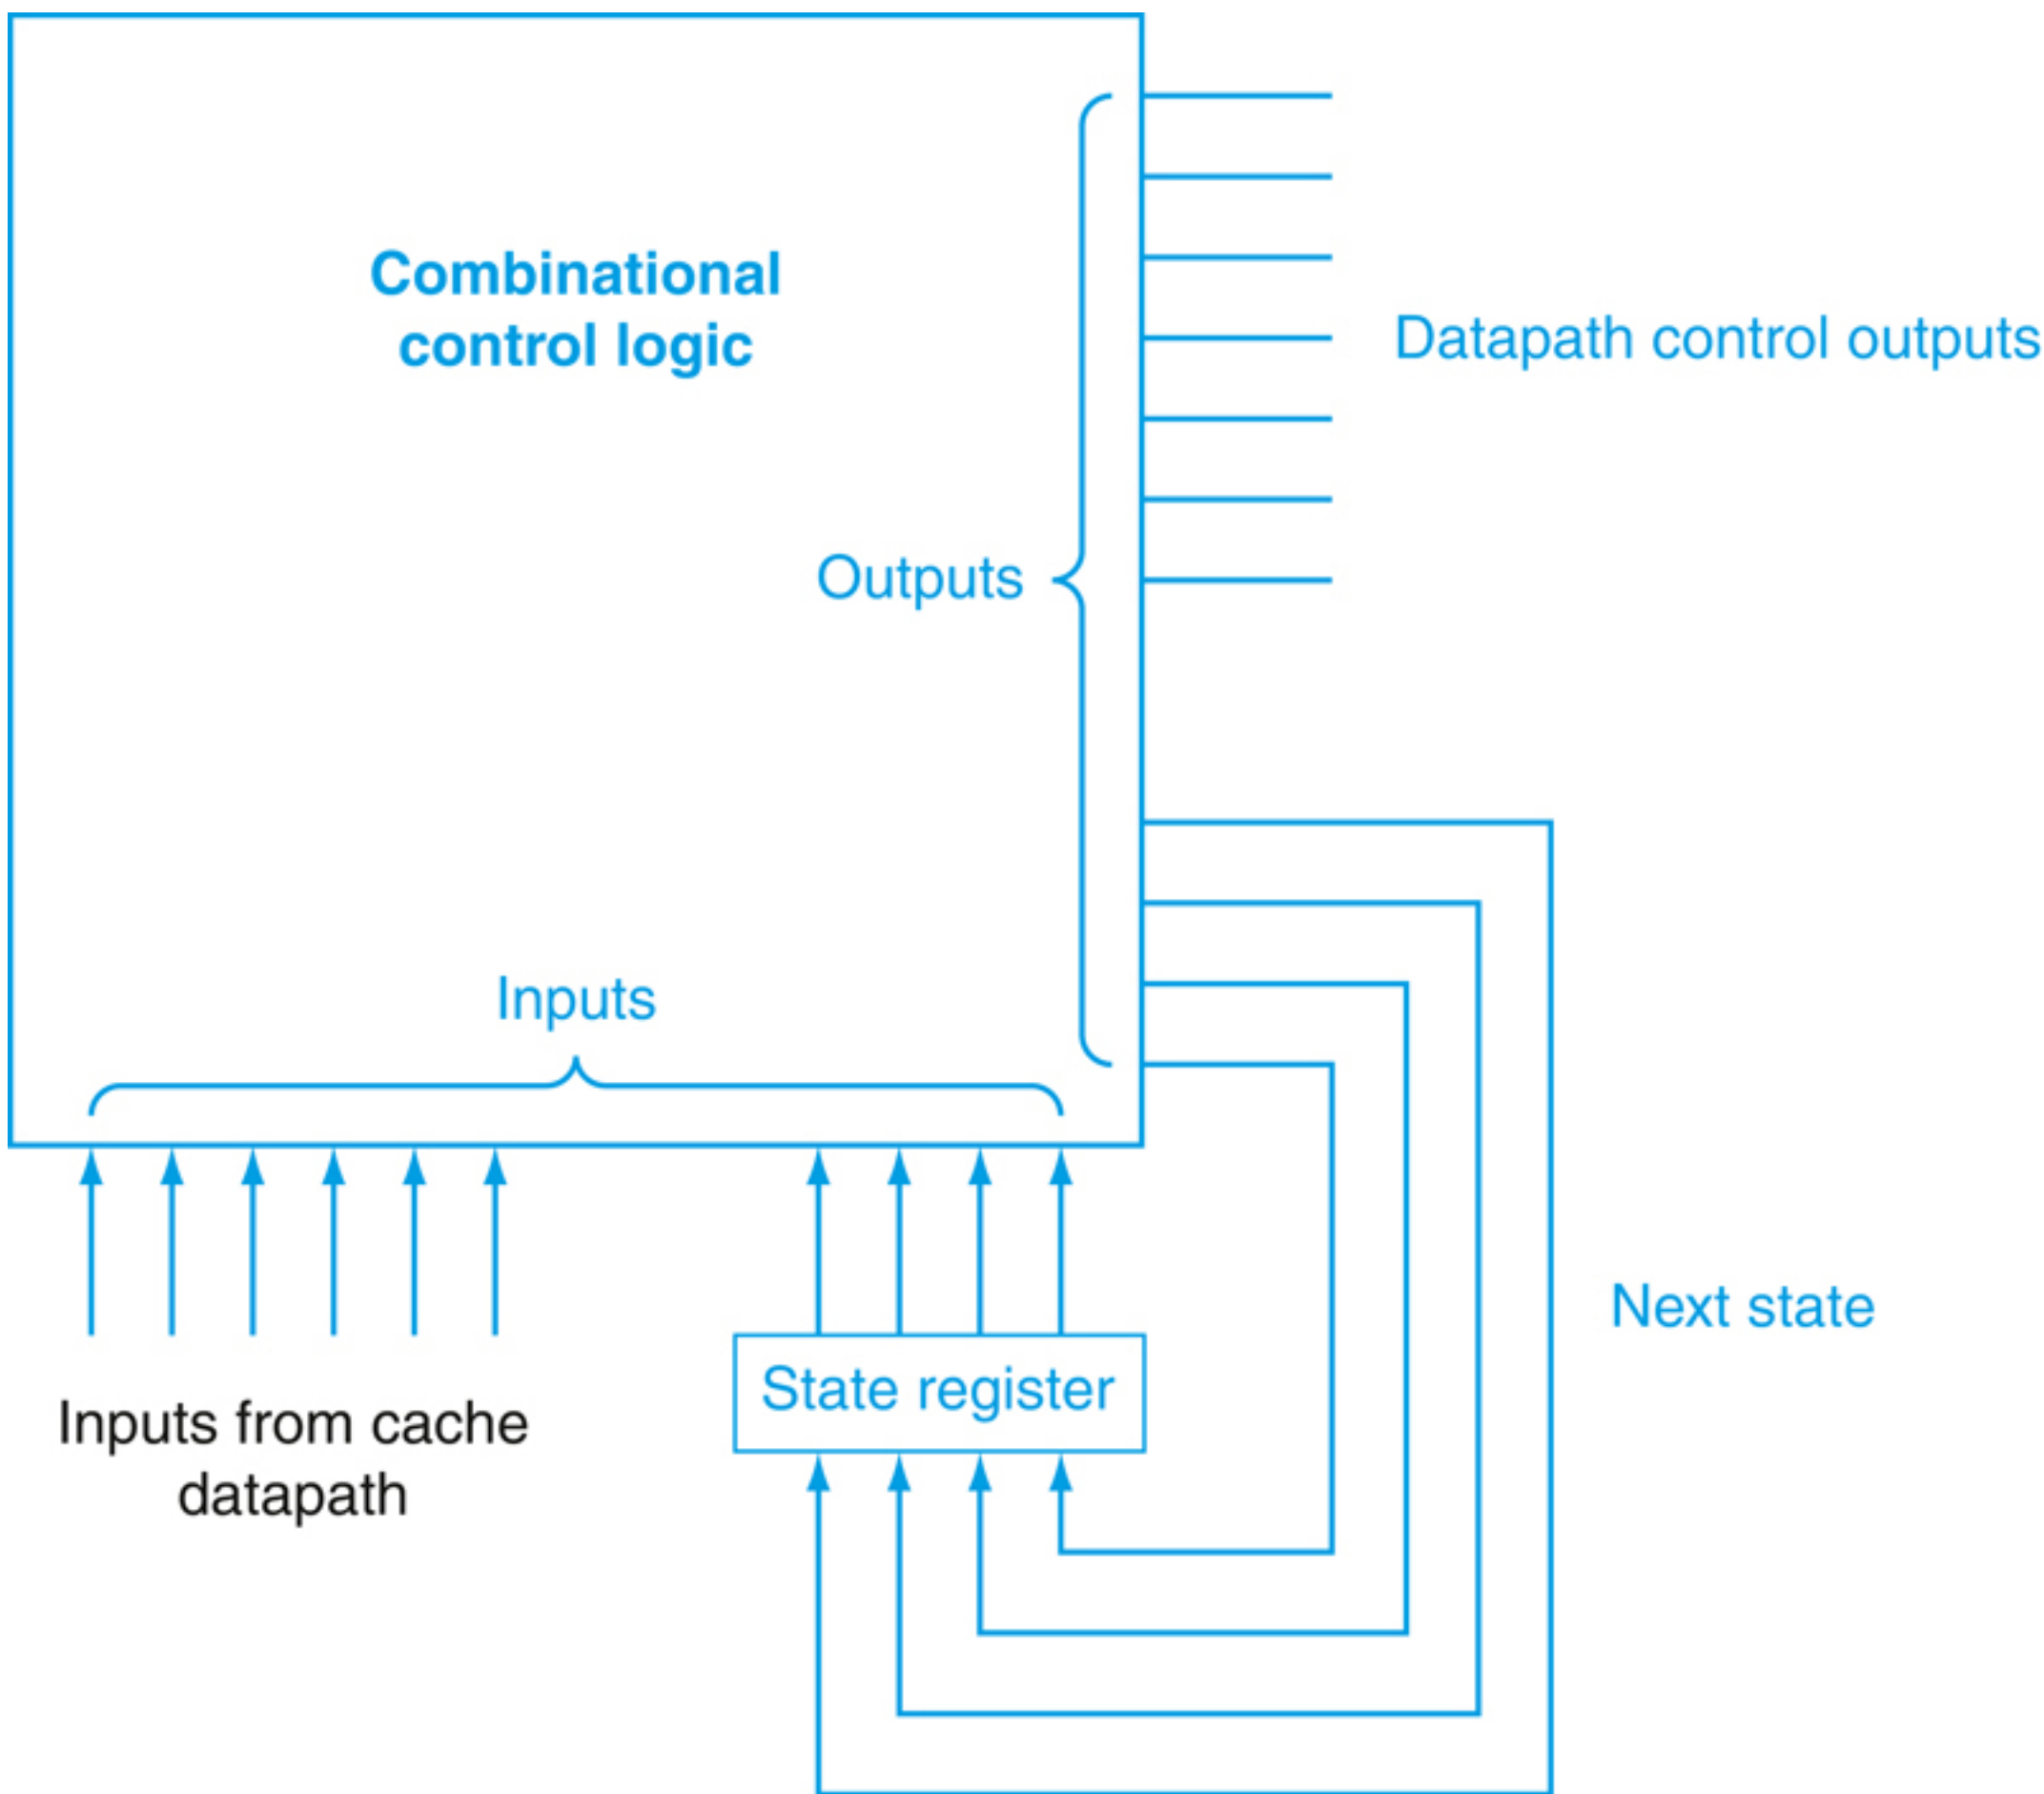 Combinational
control logic
Datapath control outputs
Outputs
Inputs
Next state
State register
Inputs from cache
datapath